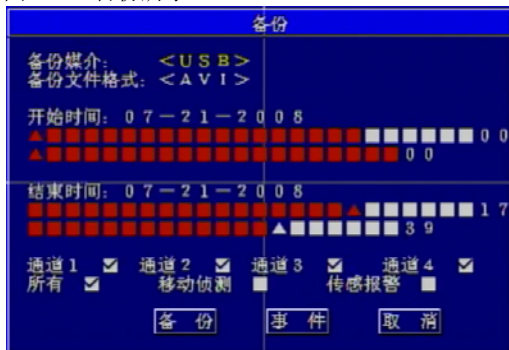 备份
备份媒介: <USB>
备份文件格式: <AVI>
开始时间: 07-21-2008
00
00
结束时间: 07-21-2008
17
39
通道1 通道2 通道3 通道4
所有 移动侦测 传感报警
备份 事件 取消